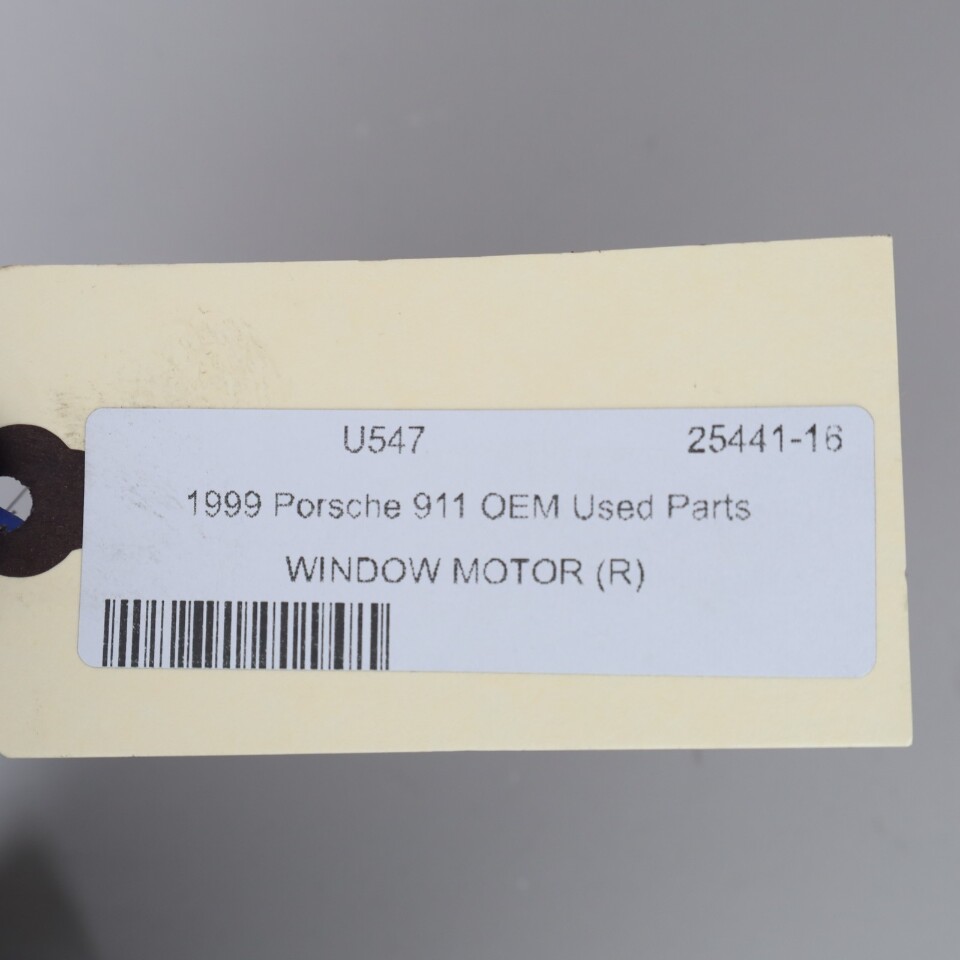 U547 25441-16
1999 Porsche 911 OEM Used Parts
WINDOW MOTOR (R)